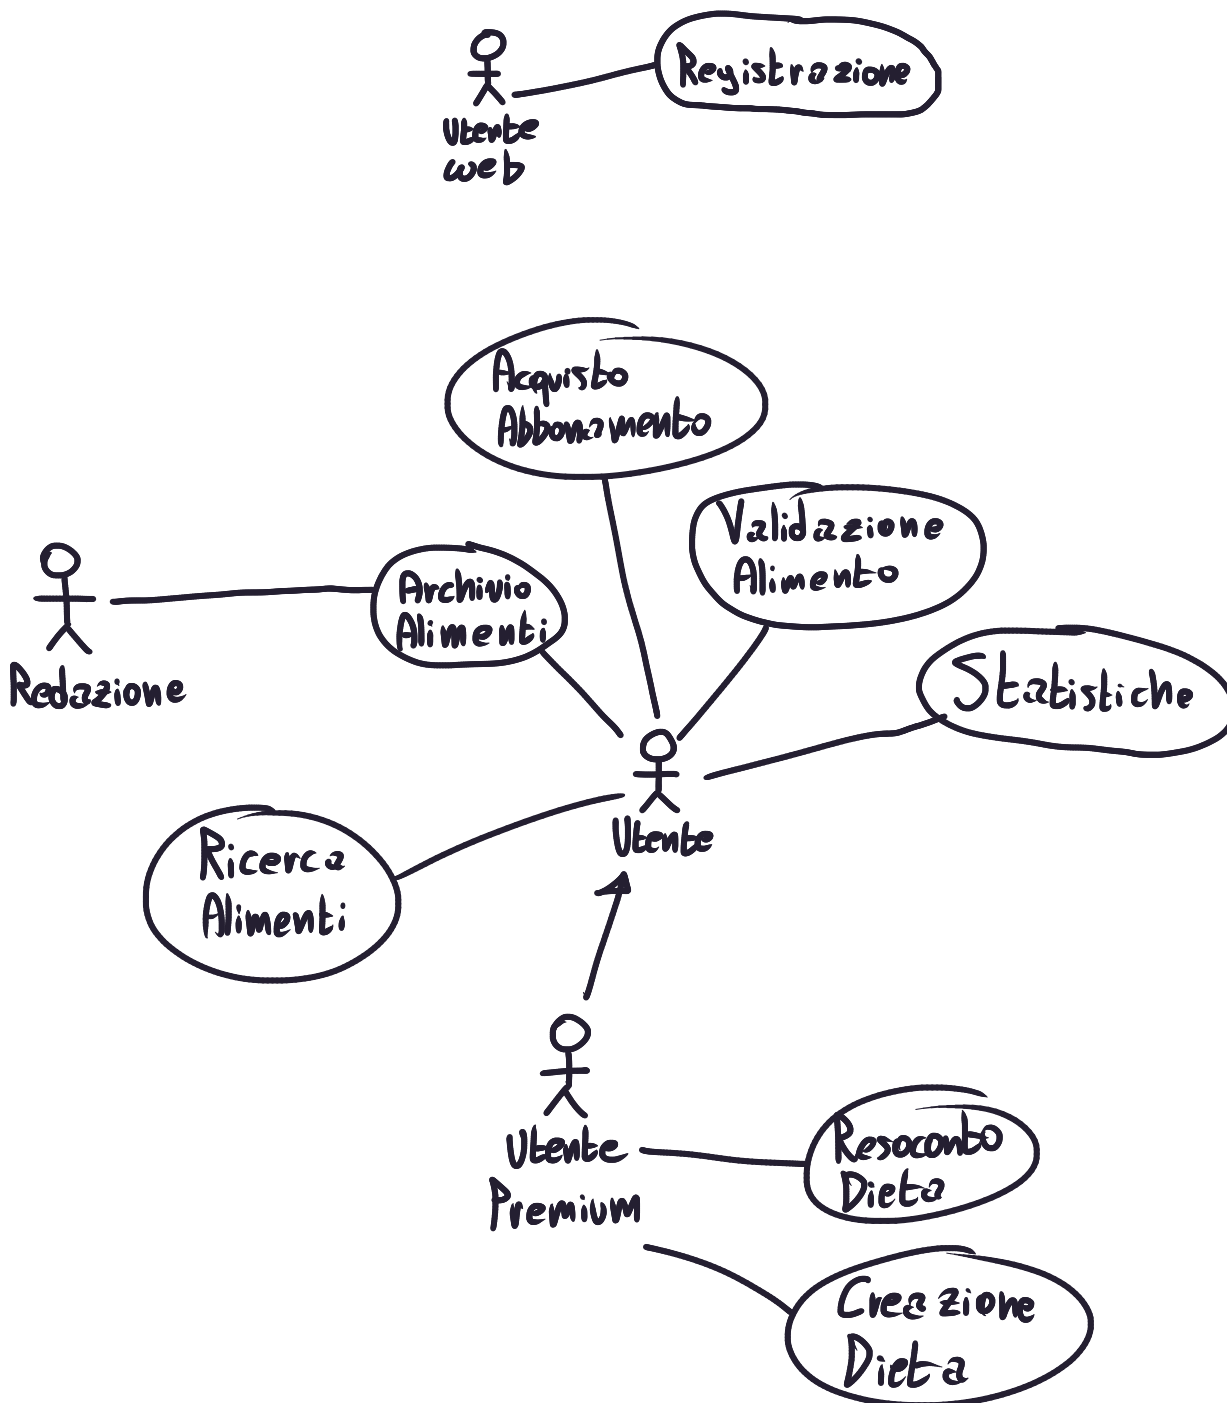 Registrazione
Utente
web
Acquisto
Abbonamento
Validazione
Alimento
Archivio
Alimenti
Redazione
Statistiche
Utente
Ricerca
Alimenti
Utente
Premium
Resoconto
Dieta
Creazione
Dieta